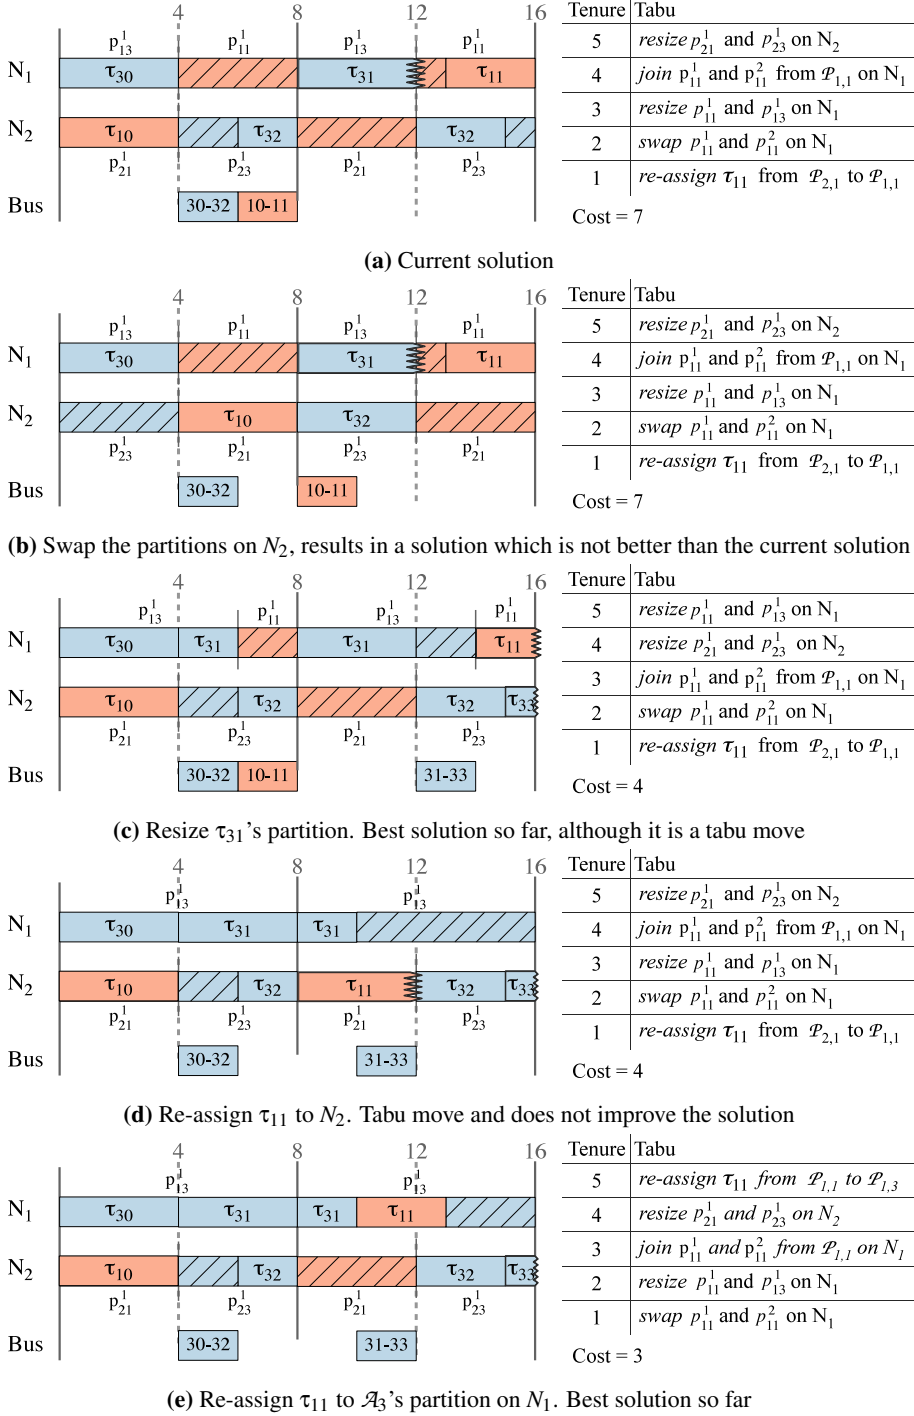 4 8 12 16
Tenure Tabu
p¹₁₃ p¹₁₁ p¹₁₃ p¹₁₁
5 resize p¹₂₁ and p¹₂₃ on N₂
N₁ τ₃₀ τ₃₁ τ₁₁
4 join p¹₁₁ and p²₁₁ from 𝒫₁,₁ on N₁
3 resize p¹₁₁ and p¹₁₃ on N₁
N₂ τ₁₀ τ₃₂ τ₃₂
2 swap p¹₁₁ and p²₁₁ on N₁
p¹₂₁ p¹₂₃ p¹₂₁ p¹₂₃
1 re-assign τ₁₁ from 𝒫₂,₁ to 𝒫₁,₁
Bus 30-32 10-11
Cost = 7
(a) Current solution
4 8 12 16
Tenure Tabu
p¹₁₃ p¹₁₁ p¹₁₃ p¹₁₁
5 resize p¹₂₁ and p¹₂₃ on N₂
N₁ τ₃₀ τ₃₁ τ₁₁
4 join p¹₁₁ and p²₁₁ from 𝒫₁,₁ on N₁
3 resize p¹₁₁ and p¹₁₃ on N₁
N₂ τ₁₀ τ₃₂
2 swap p¹₁₁ and p²₁₁ on N₁
p¹₂₃ p¹₂₁ p¹₂₃ p¹₂₁
1 re-assign τ₁₁ from 𝒫₂,₁ to 𝒫₁,₁
Bus 30-32 10-11
Cost = 7
(b) Swap the partitions on N₂, results in a solution which is not better than the current solution
4 8 12 16
Tenure Tabu
p¹₁₃ p¹₁₁ p¹₁₃ p¹₁₁
5 resize p¹₁₁ and p¹₁₃ on N₁
N₁ τ₃₀ τ₃₁ τ₃₁ τ₁₁
4 resize p¹₂₁ and p¹₂₃ on N₂
3 join p¹₁₁ and p²₁₁ from 𝒫₁,₁ on N₁
N₂ τ₁₀ τ₃₂ τ₃₂ τ₃₃
2 swap p¹₁₁ and p²₁₁ on N₁
p¹₂₁ p¹₂₃ p¹₂₁ p¹₂₃
1 re-assign τ₁₁ from 𝒫₂,₁ to 𝒫₁,₁
Bus 30-32 10-11 31-33
Cost = 4
(c) Resize τ₃₁'s partition. Best solution so far, although it is a tabu move
4 8 12 16
Tenure Tabu
p¹₁₃ p¹₁₃
5 resize p¹₂₁ and p¹₂₃ on N₂
N₁ τ₃₀ τ₃₁ τ₃₁
4 join p¹₁₁ and p²₁₁ from 𝒫₁,₁ on N₁
3 resize p¹₁₁ and p¹₁₃ on N₁
N₂ τ₁₀ τ₃₂ τ₁₁ τ₃₂ τ₃₃
2 swap p¹₁₁ and p²₁₁ on N₁
p¹₂₁ p¹₂₃ p¹₂₁ p¹₂₃
1 re-assign τ₁₁ from 𝒫₂,₁ to 𝒫₁,₁
Bus 30-32 31-33
Cost = 4
(d) Re-assign τ₁₁ to N₂. Tabu move and does not improve the solution
4 8 12 16
Tenure Tabu
p¹₁₃ p¹₁₃
5 re-assign τ₁₁ from 𝒫₁,₁ to 𝒫₁,₃
N₁ τ₃₀ τ₃₁ τ₃₁ τ₁₁
4 resize p¹₂₁ and p¹₂₃ on N₂
3 join p¹₁₁ and p²₁₁ from 𝒫₁,₁ on N₁
N₂ τ₁₀ τ₃₂ τ₃₂ τ₃₃
2 resize p¹₁₁ and p¹₁₃ on N₁
p¹₂₁ p¹₂₃ p¹₂₁ p¹₂₃
1 swap p¹₁₁ and p²₁₁ on N₁
Bus 30-32 31-33
Cost = 3
(e) Re-assign τ₁₁ to 𝒜₃'s partition on N₁. Best solution so far